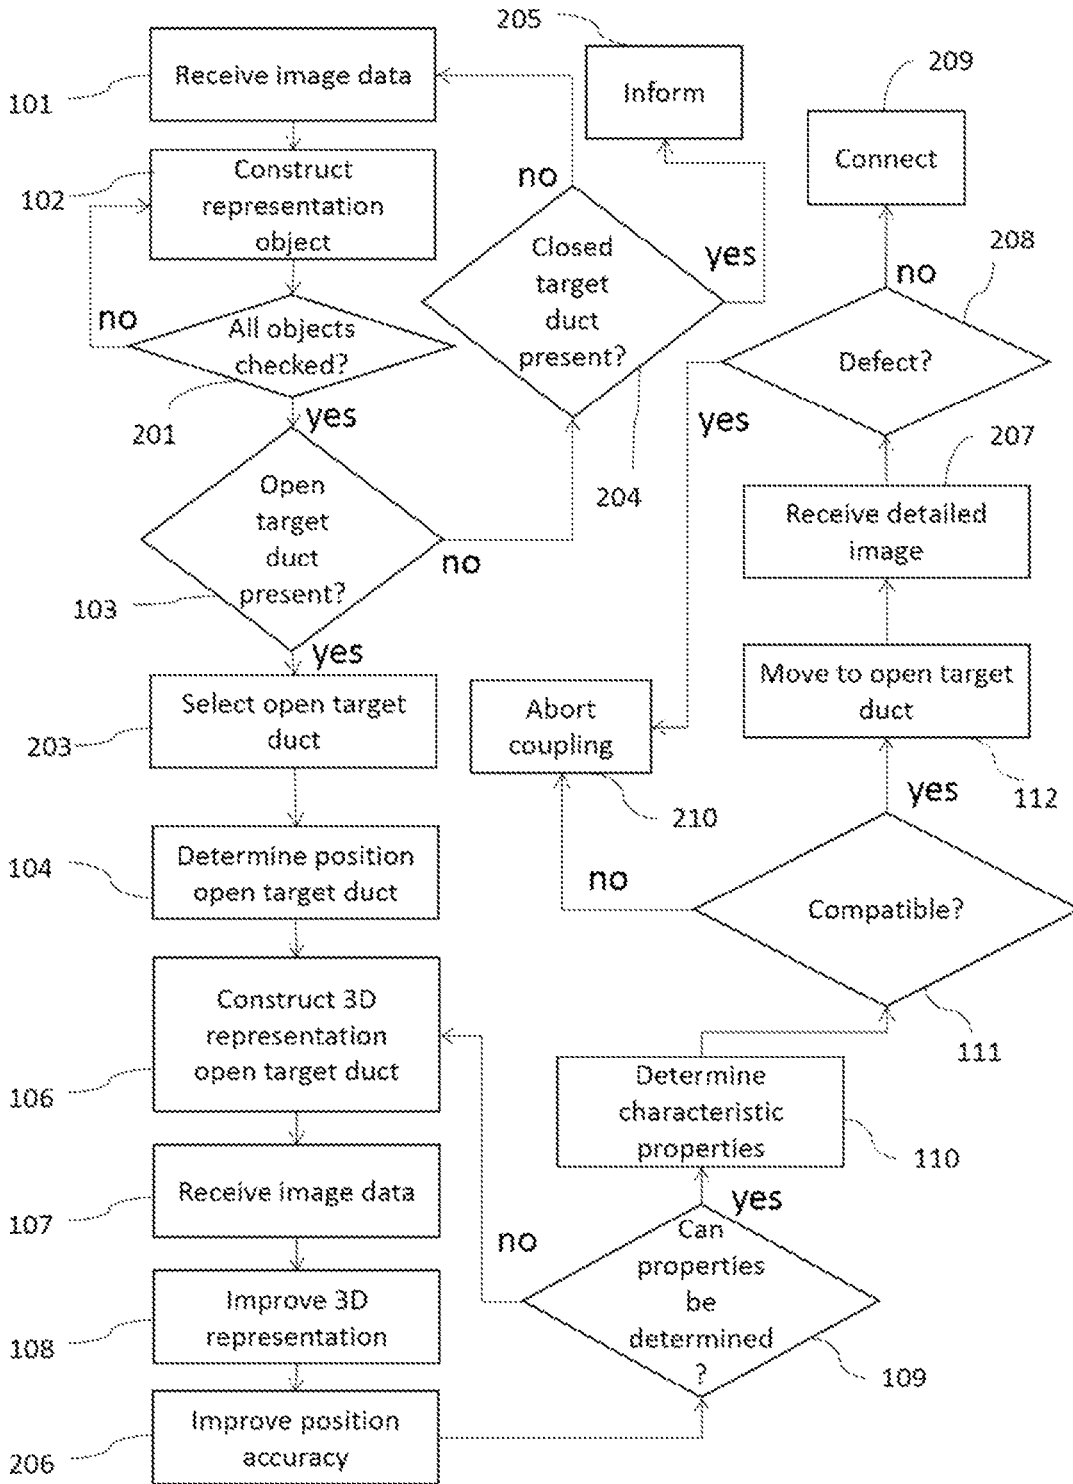 205
Receive image data
101
Inform
209
Connect
Construct
representation
object
102
no
Closed
target
duct
present?
yes
208
no
no
All objects
checked?
201
Defect?
yes
yes
204
207
Open
target
duct
present?
103
no
Receive detailed
image
yes
Select open target
duct
203
Abort
coupling
210
Move to open target
duct
112
yes
Determine position
open target duct
104
no
Compatible?
111
Construct 3D
representation
open target duct
106
Determine
characteristic
properties
110
Receive image data
107
no
yes
Can
properties
be
determined
?
109
Improve 3D
representation
108
Improve position
accuracy
206